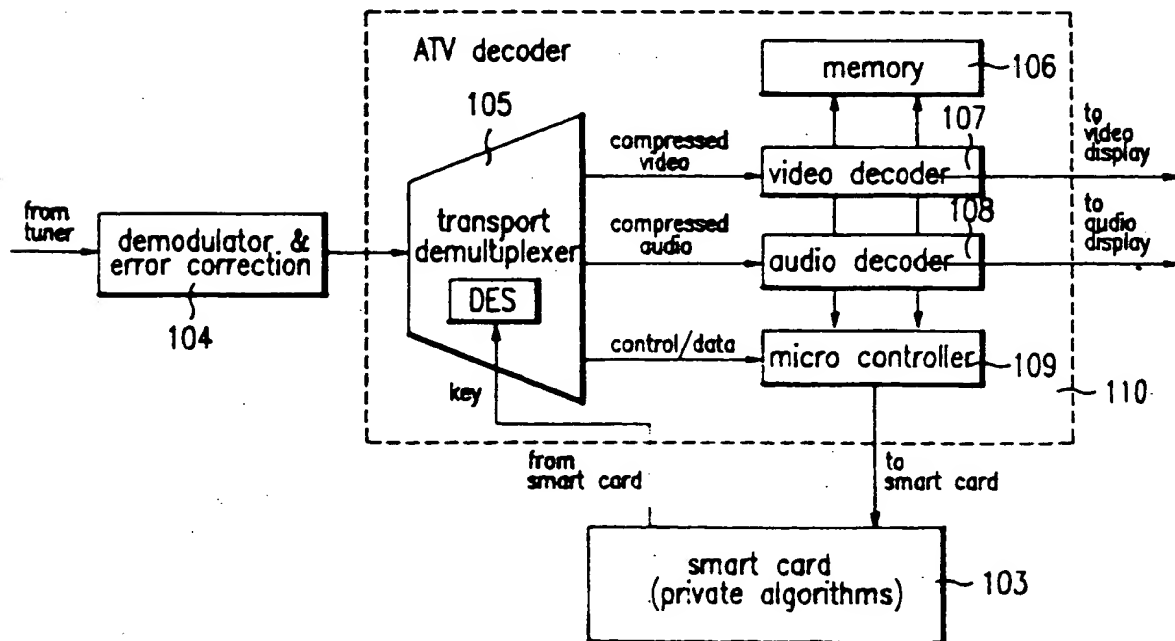 ATV decoder
memory
106
105
compressed
video
107
to
video
display
video decoder
from
tuner
demodulator &
error correction
104
transport
demultiplexer
DES
compressed
audio
108
to
audio
display
audio decoder
control/data
micro controller
109
key
110
from
smart card
to
smart card
smart card
(private algorithms)
103